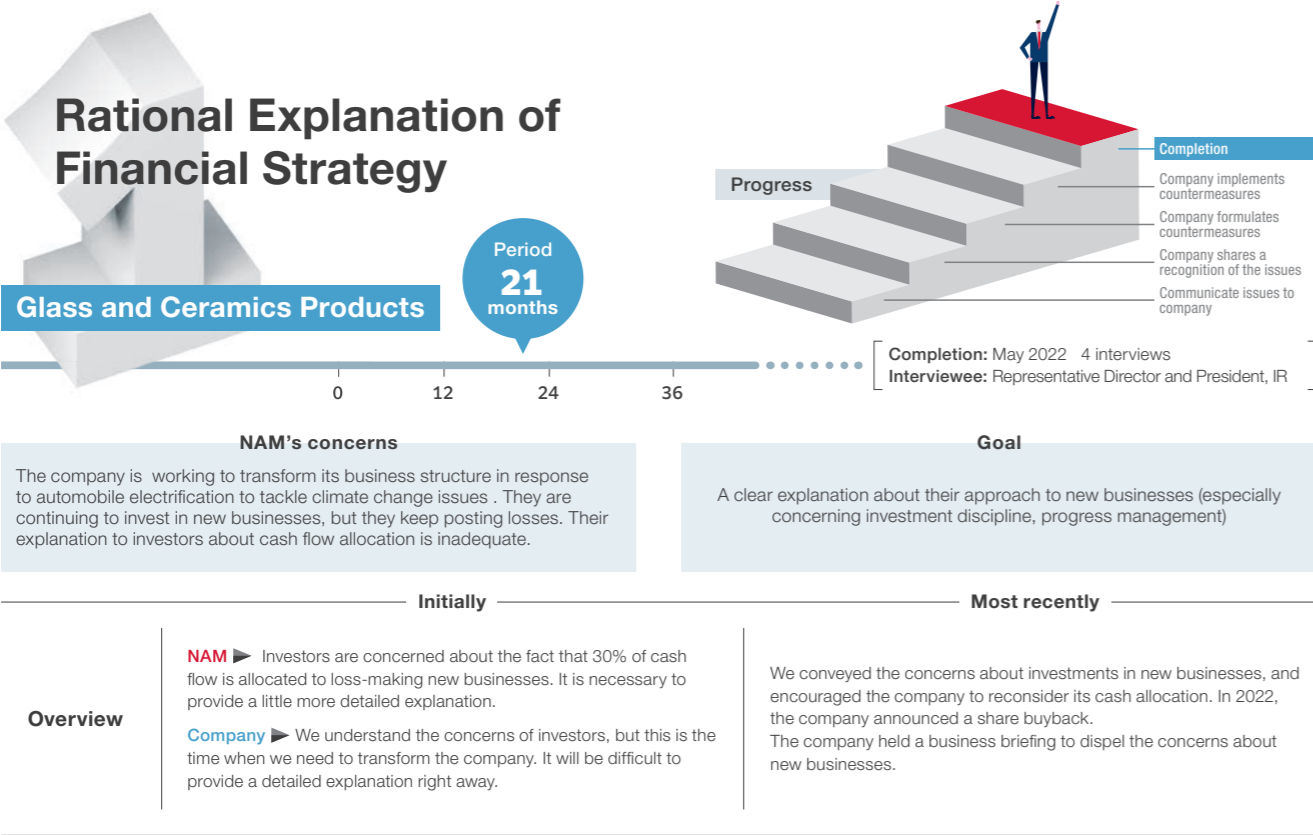 Rational Explanation of
Financial Strategy
Glass and Ceramics Products
Period
21
months
0
12
24
36
Progress
Completion
Company implements
countermeasures
Company formulates
countermeasures
Company shares a
recognition of the issues
Communicate issues to
company
Completion: May 2022 4 interviews
Interviewee: Representative Director and President, IR
NAM's concerns
The company is working to transform its business structure in response
to automobile electrification to tackle climate change issues . They are
continuing to invest in new businesses, but they keep posting losses. Their
explanation to investors about cash flow allocation is inadequate.
Goal
A clear explanation about their approach to new businesses (especially
concerning investment discipline, progress management)
Initially
Most recently
Overview
NAM ► Investors are concerned about the fact that 30% of cash
flow is allocated to loss-making new businesses. It is necessary to
provide a little more detailed explanation.
Company ► We understand the concerns of investors, but this is the
time when we need to transform the company. It will be difficult to
provide a detailed explanation right away.
We conveyed the concerns about investments in new businesses, and
encouraged the company to reconsider its cash allocation. In 2022,
the company announced a share buyback.
The company held a business briefing to dispel the concerns about
new businesses.